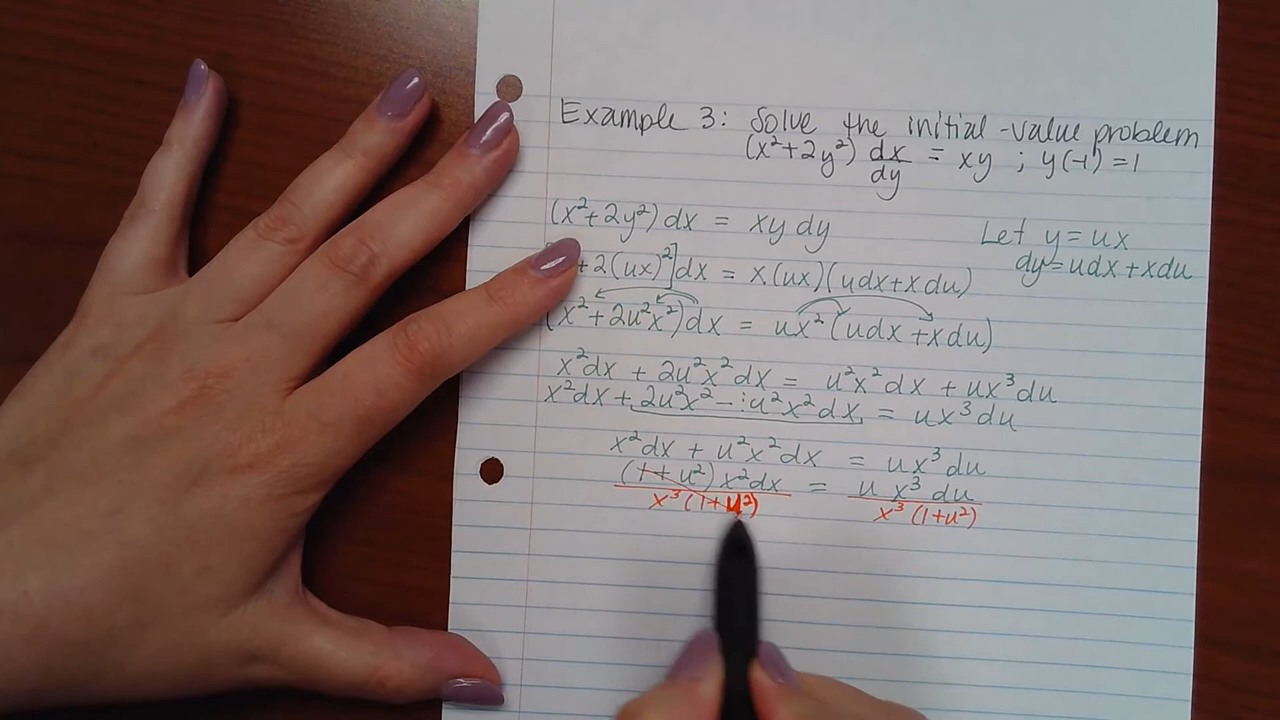 Example 3: Solve the initial-value problem
(x²+2y²) dx/dy = xy ; y(-1)=1
(x²+2y²)dx = xy dy
Let y = ux
dy=udx+xdu
+2(ux)²]dx = x(ux)(udx+xdu)
(x²+2u²x²)dx = ux²(udx+xdu)
x²dx + 2u²x²dx = u²x²dx + ux³du
x²dx + 2u²x² - u²x²dx = ux³du
x²dx + u²x²dx = ux³du
(1+u²)x²dx = u x³ du
x³(1+u²) x³(1+u²)